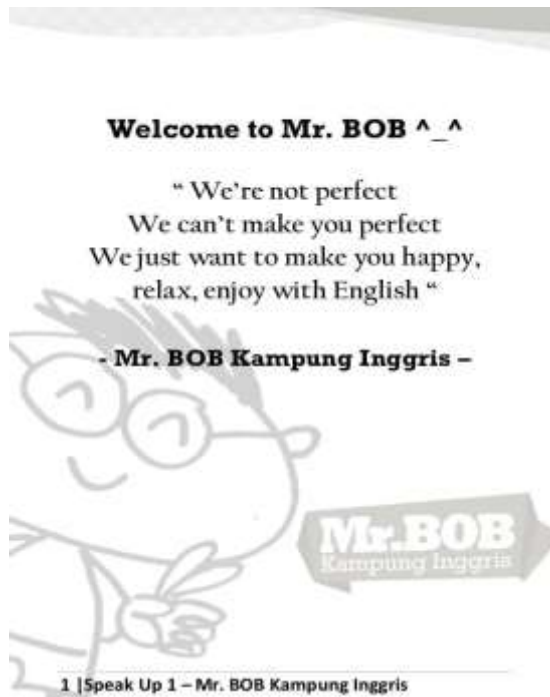 Welcome to Mr. BOB ^_^
“ We’re not perfect
We can’t make you perfect
We just want to make you happy,
relax, enjoy with English “
- Mr. BOB Kampung Inggris –
Mr.BOB
Kampung Inggris
1 |Speak Up 1 – Mr. BOB Kampung Inggris